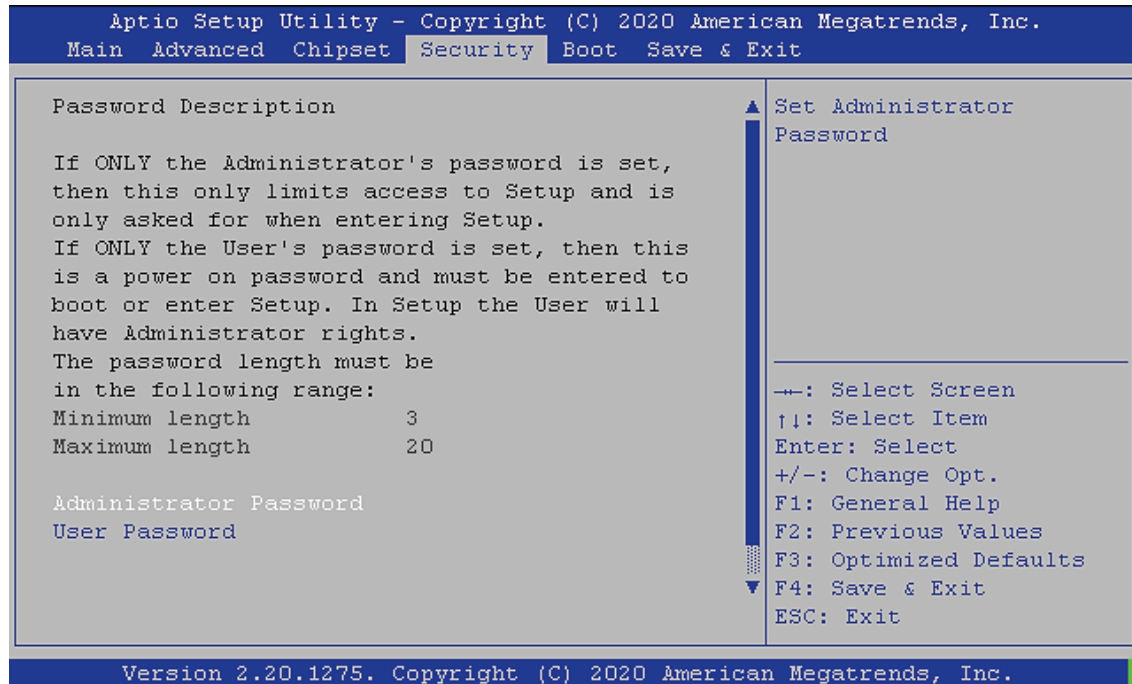 Aptio Setup Utility – Copyright (C) 2020 American Megatrends, Inc.
Main Advanced Chipset Security Boot Save & Exit
Password Description
If ONLY the Administrator's password is set,
then this only limits access to Setup and is
only asked for when entering Setup.
If ONLY the User's password is set, then this
is a power on password and must be entered to
boot or enter Setup. In Setup the User will
have Administrator rights.
The password length must be
in the following range:
Minimum length 3
Maximum length 20
Administrator Password
User Password
Set Administrator
Password
→←: Select Screen
↑↓: Select Item
Enter: Select
+/-: Change Opt.
F1: General Help
F2: Previous Values
F3: Optimized Defaults
F4: Save & Exit
ESC: Exit
Version 2.20.1275. Copyright (C) 2020 American Megatrends, Inc.